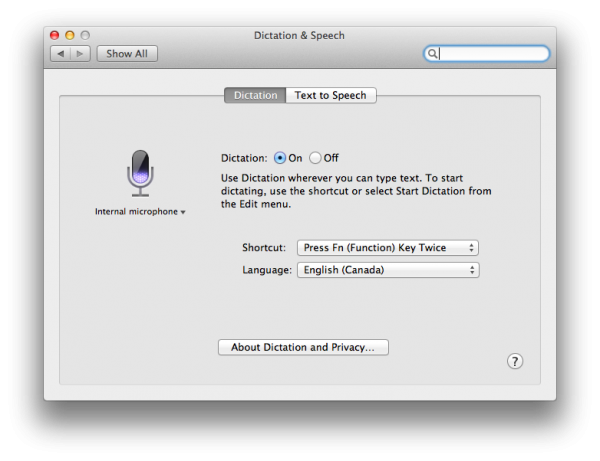 Dictation & Speech
Show All
Dictation Text to Speech
Dictation: On Off
Use Dictation wherever you can type text. To start
dictating, use the shortcut or select Start Dictation from
the Edit menu.
Internal microphone
Shortcut: Press Fn (Function) Key Twice
Language: English (Canada)
About Dictation and Privacy...
?